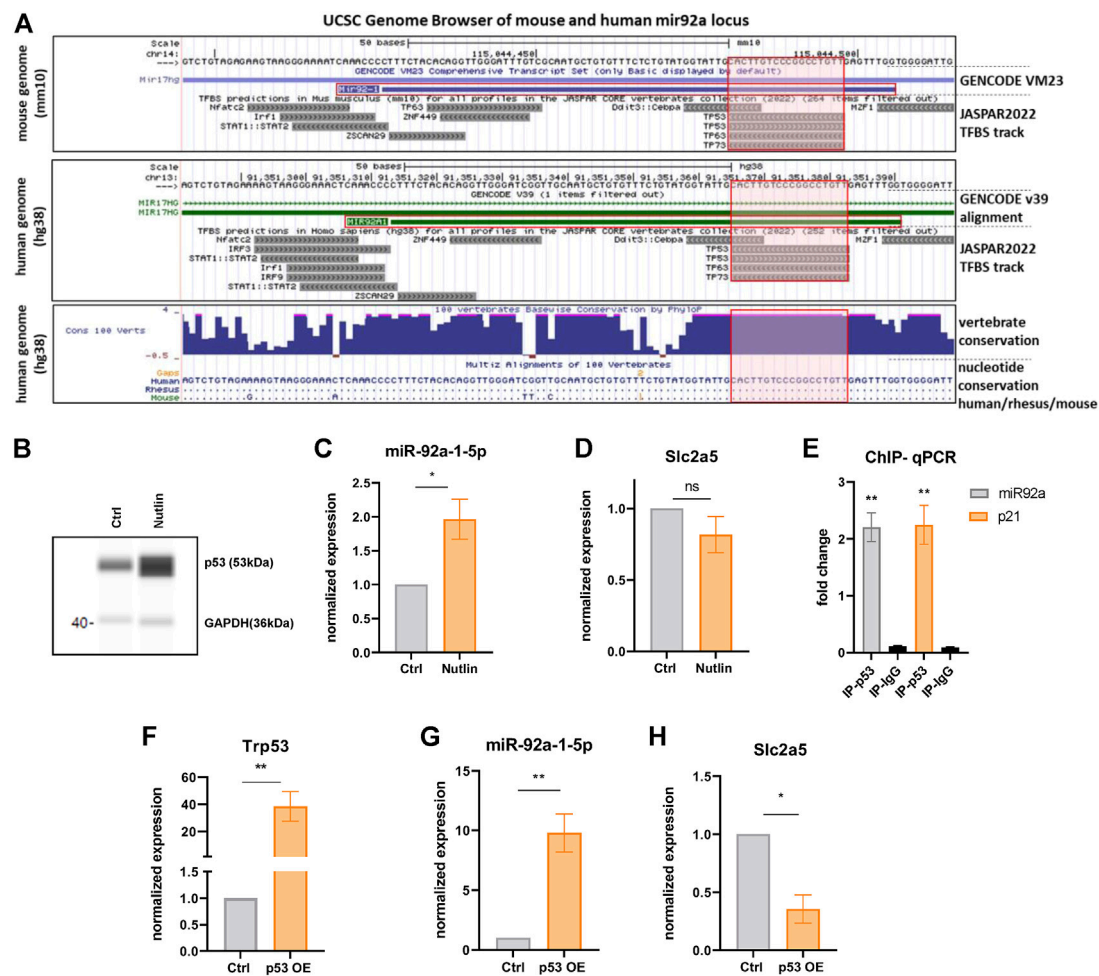 A
UCSC Genome Browser of mouse and human mir92a locus
mouse genome
(mm10)
Scale 50 bases mm10
chr14: 115,044,450 115,044,500
--->
GENCODE VM23 Comprehensive Transcript Set (only Basic displayed by default)
Mir17hg
Mir92-1
TFBS predictions in Mus musculus (mm10) for all profiles in the JASPAR CORE vertebrates collection (2022) (264 items filtered out)
Nfatc2 TP63 Ddit3::Cebpa MZF1
Irf1 ZNF449 TP53
STAT1::STAT2 TP53
ZSCAN29 TP63
TP73
GENCODE VM23
JASPAR2022
TFBS track
human genome
(hg38)
Scale 50 bases hg38
chr13: 91,351,310 91,351,320 91,351,330 91,351,340 91,351,350 91,351,360 91,351,370 91,351,380 91,351,390
--->
GENCODE V39 (1 items filtered out)
MIR17HG
MIR17HG
MIR92A1
TFBS predictions in Homo sapiens (hg38) for all profiles in the JASPAR CORE vertebrates collection (2022) (252 items filtered out)
Nfatc2 ZNF449 Ddit3::Cebpa MZF1
IRF3 TP53
STAT1::STAT2 TP53
Irf1 TP63
IRF9 TP73
STAT1::STAT2
ZSCAN29
GENCODE v39
alignment
JASPAR2022
TFBS track
human genome
(hg38)
100 vertebrates Basewise Conservation by PhyloP
4
Cons 100 Verts
-0.5
Multiz Alignments of 100 Vertebrates
Gaps 2
Human
Rhesus
Mouse G A TT C
vertebrate
conservation
nucleotide
conservation
human/rhesus/mouse
B
Ctrl Nutlin
p53 (53kDa)
40-
GAPDH(36kDa)
C
miR-92a-1-5p
*
normalized expression
2.5
2.0
1.5
1.0
0.5
0.0
Ctrl Nutlin
D
Slc2a5
ns
normalized expression
1.0
0.5
0.0
Ctrl Nutlin
E
ChIP- qPCR
** **
fold change
3
2
1
0
IP-p53 IP-IgG IP-p53 IP-IgG
miR92a
p21
F
Trp53
**
normalized expression
60
40
20
1.5
1.0
0.5
0.0
Ctrl p53 OE
G
miR-92a-1-5p
**
normalized expression
15
10
5
0
Ctrl p53 OE
H
Slc2a5
*
normalized expression
1.5
1.0
0.5
0.0
Ctrl p53 OE